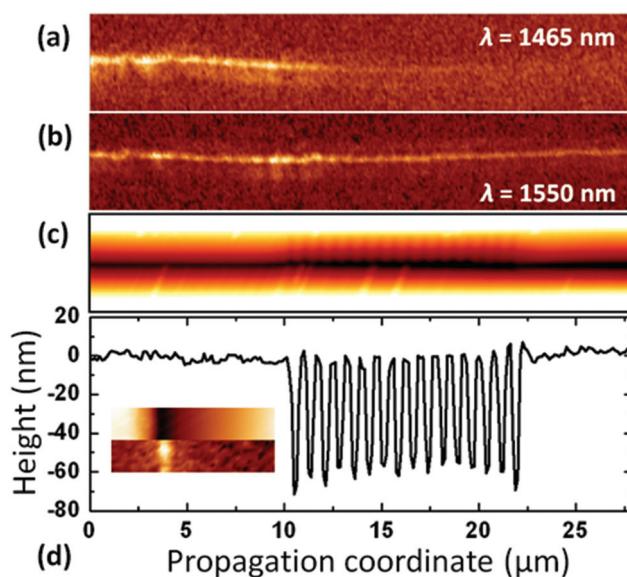 (a)
λ = 1465 nm
(b)
λ = 1550 nm
(c)
20
0
-20
-40
-60
-80
Height (nm)
0 5 10 15 20 25
(d) Propagation coordinate (μm)